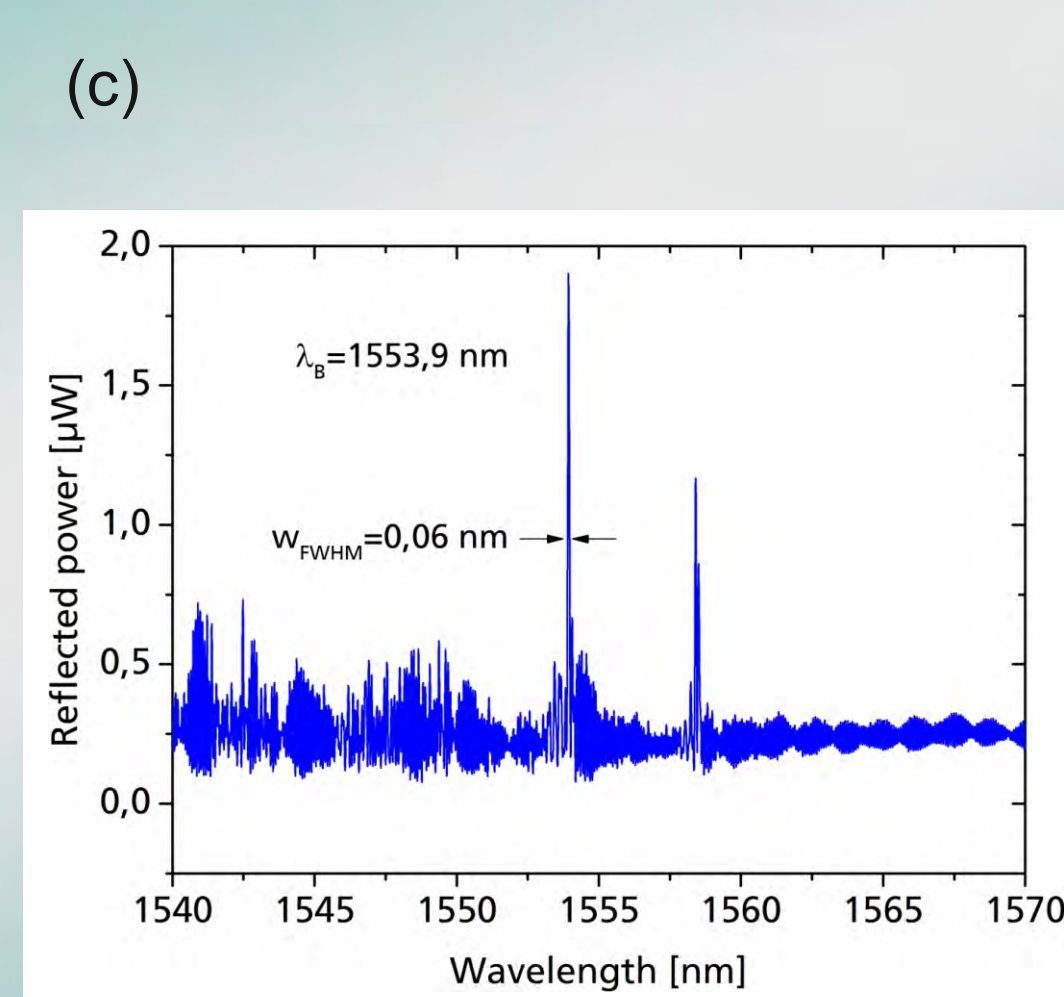 (c)
2,0
1,5
1,0
0,5
0,0
Reflected power [µW]
λB=1553,9 nm
wFWHM=0,06 nm
1540 1545 1550 1555 1560 1565 1570
Wavelength [nm]